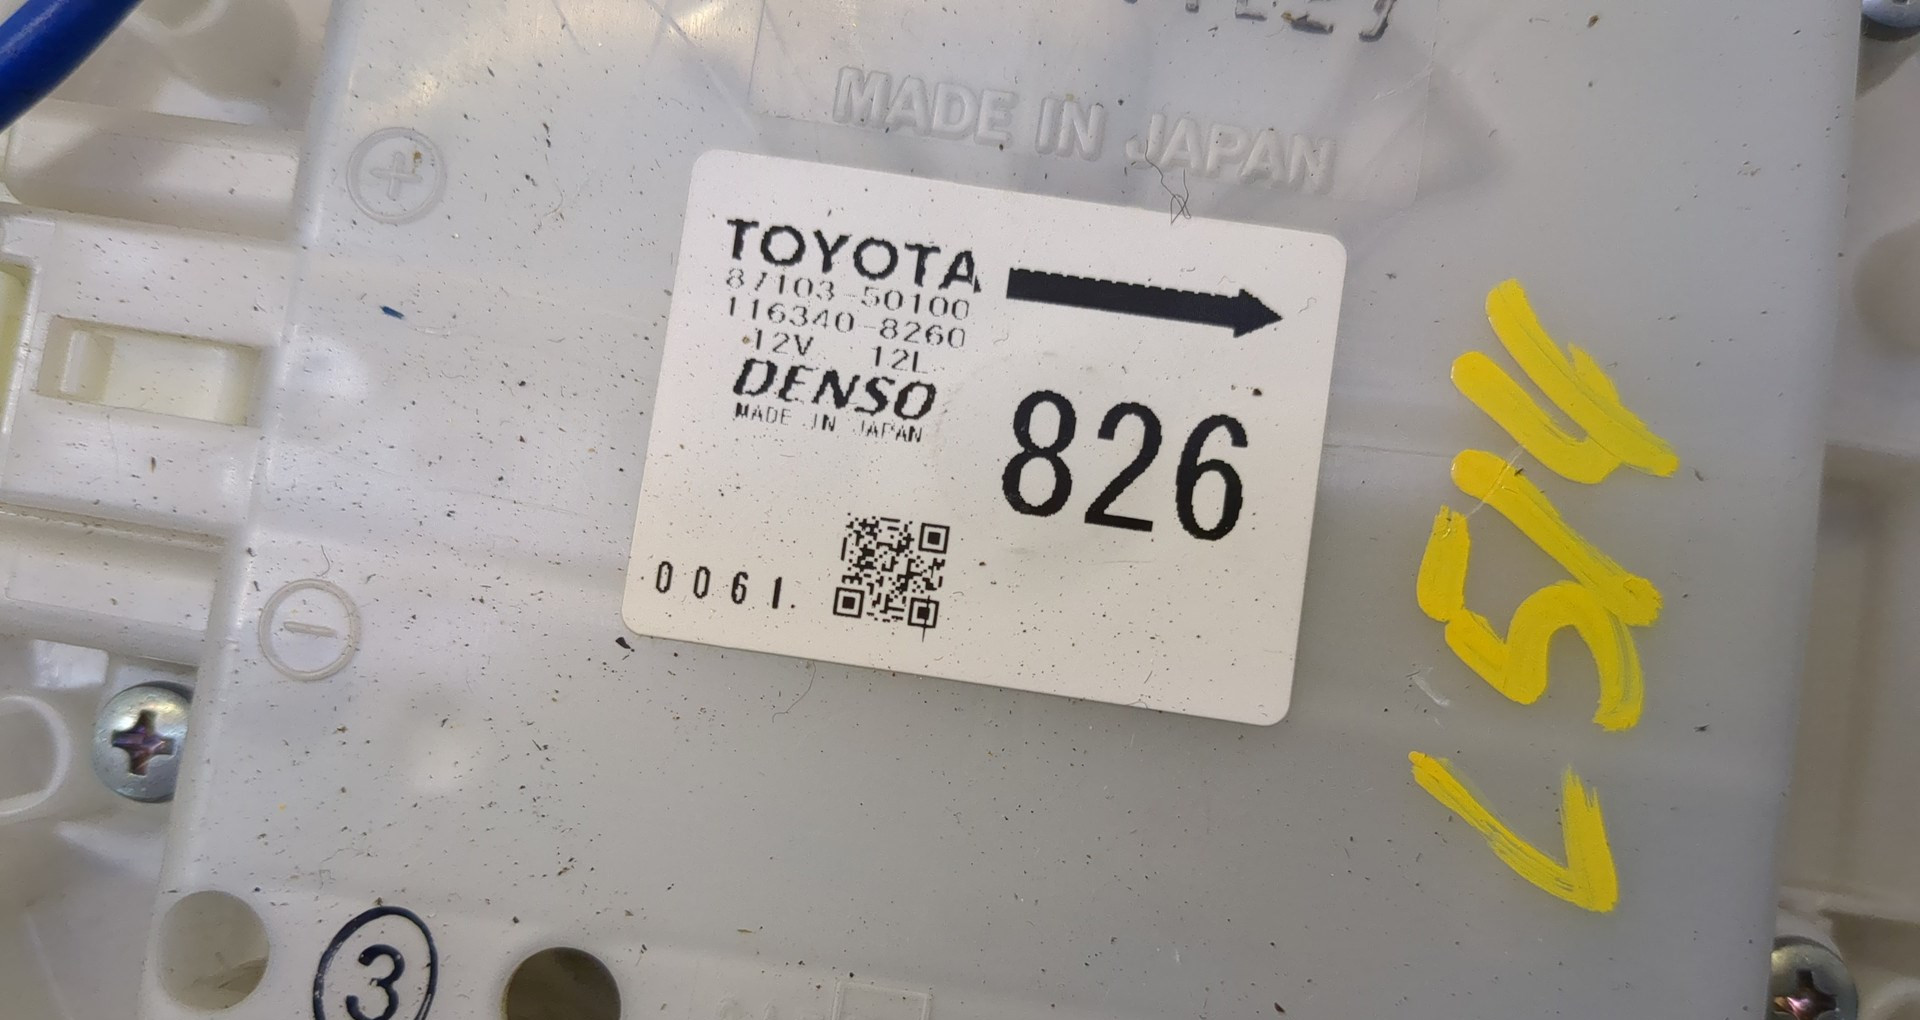 MADE IN JAPAN
TOYOTA
87103-50100
116340-8260
12V 12L
DENSO
MADE IN JAPAN
826
0061
3